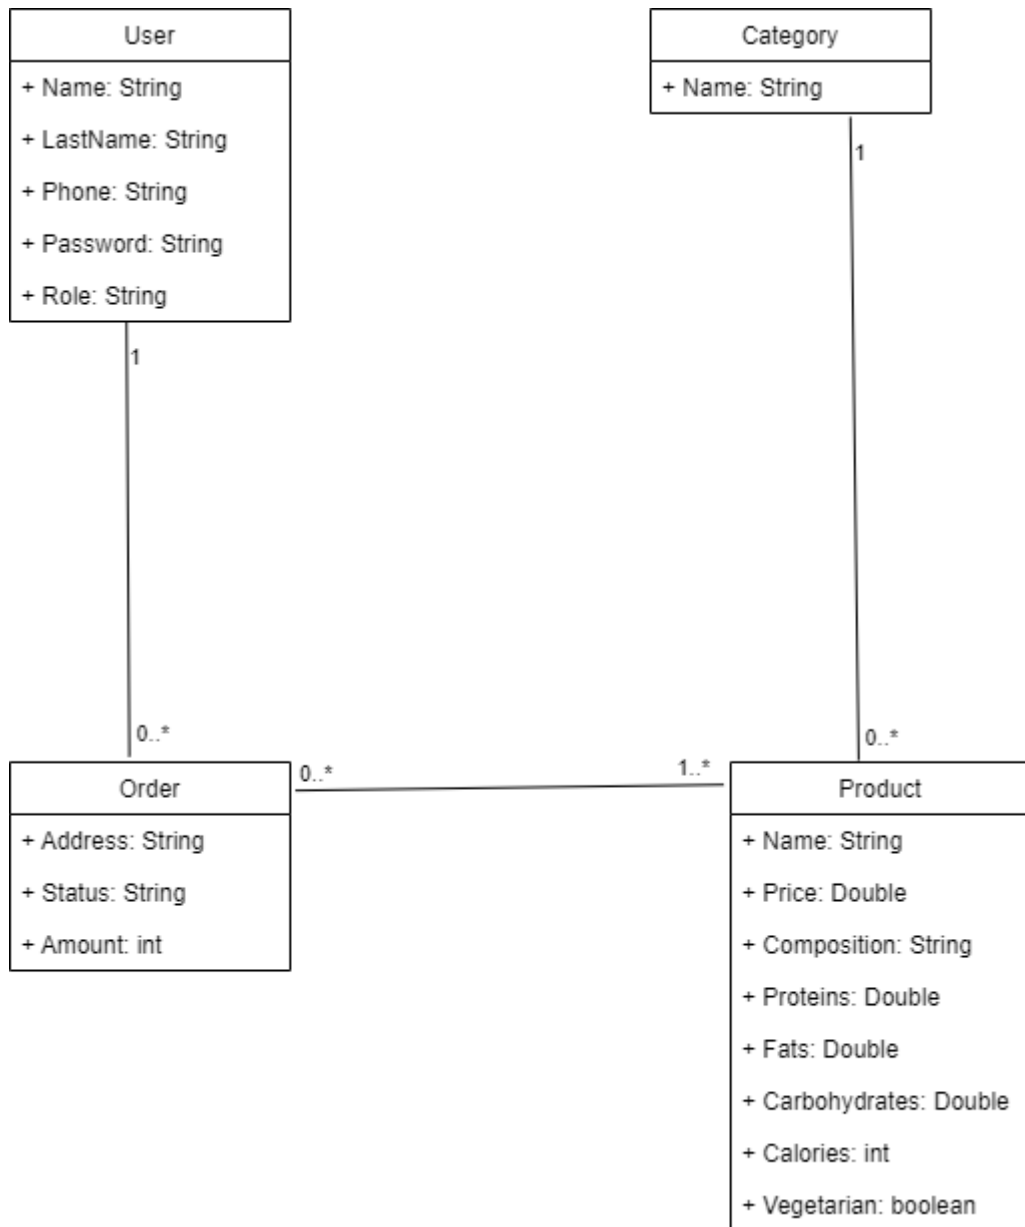 User
+ Name: String
+ LastName: String
+ Phone: String
+ Password: String
+ Role: String
1
0..*
Category
+ Name: String
1
0..*
Order
+ Address: String
+ Status: String
+ Amount: int
0..*
1..*
Product
+ Name: String
+ Price: Double
+ Composition: String
+ Proteins: Double
+ Fats: Double
+ Carbohydrates: Double
+ Calories: int
+ Vegetarian: boolean